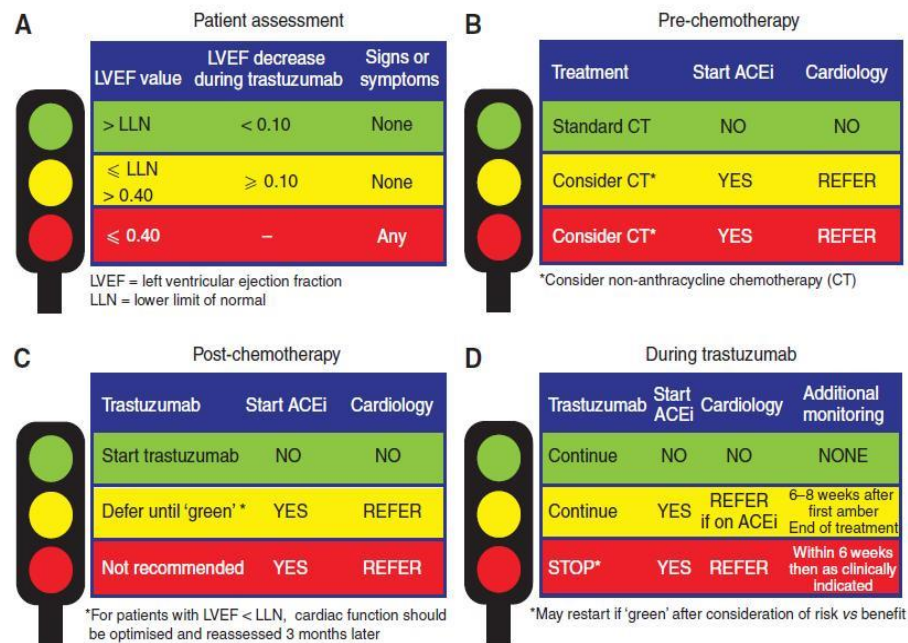 A
Patient assessment
LVEF value
LVEF decrease
during trastuzumab
Signs or
symptoms
> LLN
< 0.10
None
⩽ LLN
> 0.40
⩾ 0.10
None
⩽ 0.40
–
Any
LVEF = left ventricular ejection fraction
LLN = lower limit of normal
B
Pre-chemotherapy
Treatment
Start ACEi
Cardiology
Standard CT
NO
NO
Consider CT*
YES
REFER
Consider CT*
YES
REFER
*Consider non-anthracycline chemotherapy (CT)
C
Post-chemotherapy
Trastuzumab
Start ACEi
Cardiology
Start trastuzumab
NO
NO
Defer until ‘green’ *
YES
REFER
Not recommended
YES
REFER
*For patients with LVEF < LLN, cardiac function should
be optimised and reassessed 3 months later
D
During trastuzumab
Trastuzumab
Start
ACEi
Cardiology
Additional
monitoring
Continue
NO
NO
NONE
Continue
YES
REFER
if on ACEi
6–8 weeks after
first amber
End of treatment
STOP*
YES
REFER
Within 6 weeks
then as clinically
indicated
*May restart if ‘green’ after consideration of risk vs benefit